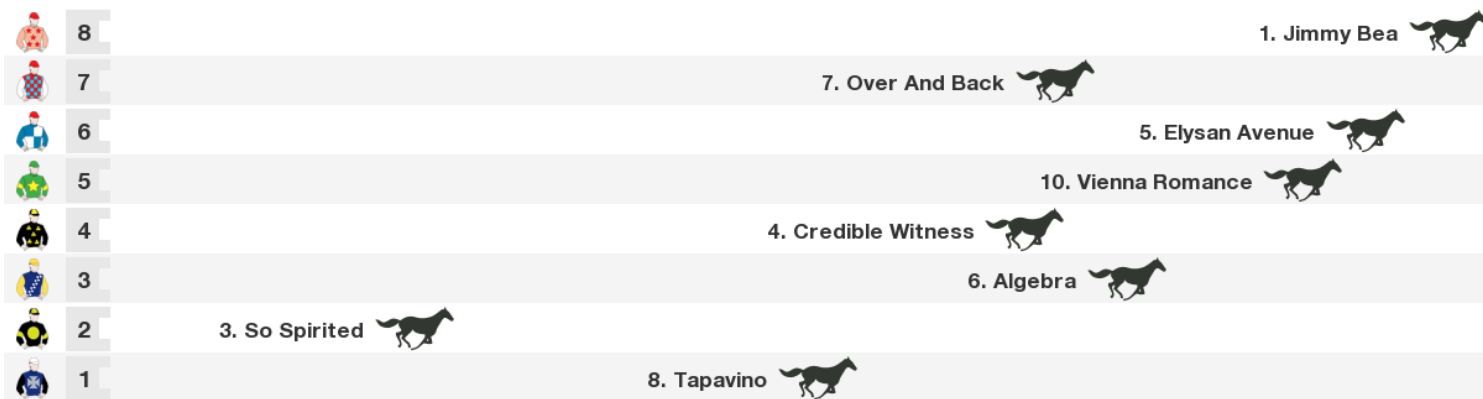 8 1. Jimmy Bea
7 7. Over And Back
6 5. Elysan Avenue
5 10. Vienna Romance
4 4. Credible Witness
3 6. Algebra
2 3. So Spirited
1 8. Tapavino